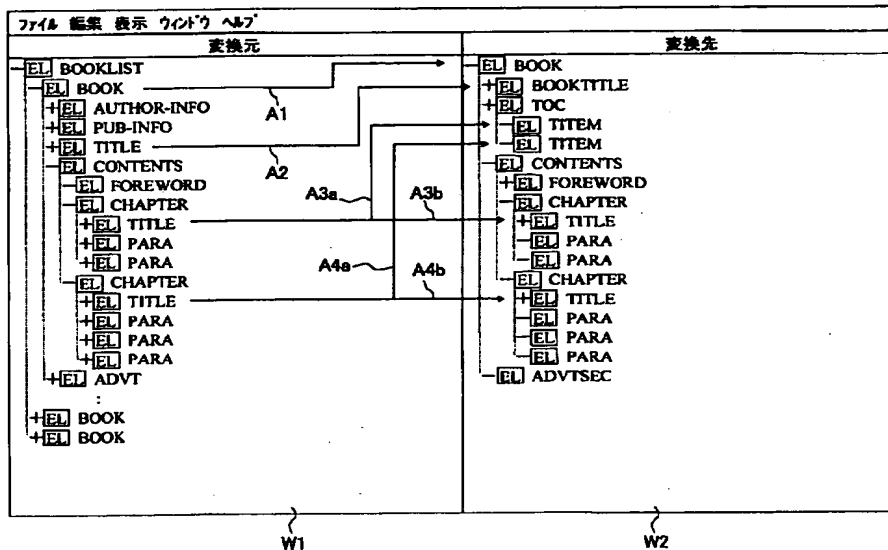 ファイル 編集 表示 ウィンドウ ヘルプ
変換元
EL BOOKLIST
EL BOOK
+EL AUTHOR-INFO
+EL PUB-INFO
+EL TITLE
EL CONTENTS
EL FOREWORD
EL CHAPTER
+EL TITLE
+EL PARA
+EL PARA
EL CHAPTER
+EL TITLE
EL PARA
EL PARA
+EL PARA
+EL ADVT
:
+EL BOOK
+EL BOOK
A1
A2
A3a
A3b
A4a
A4b
変換先
EL BOOK
+EL BOOKTITLE
+EL TOC
EL TITEM
EL TITEM
EL CONTENTS
+EL FOREWORD
EL CHAPTER
+EL TITLE
EL PARA
EL PARA
EL CHAPTER
+EL TITLE
EL PARA
EL PARA
EL PARA
EL ADVTSEC
W1
W2